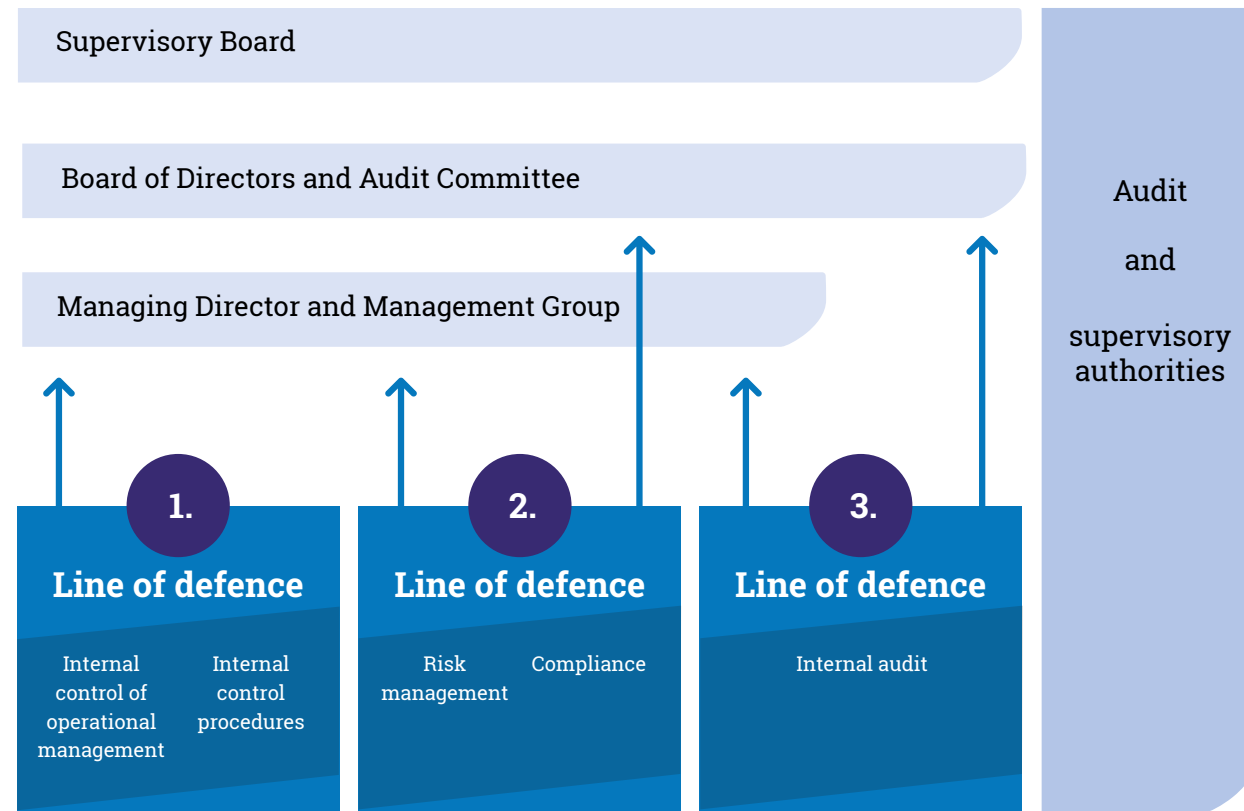 Supervisory Board
Board of Directors and Audit Committee
Managing Director and Management Group
Audit
and
supervisory
authorities
1.
Line of defence
Internal
control of
operational
management
Internal
control
procedures
2.
Line of defence
Risk
management
Compliance
3.
Line of defence
Internal audit